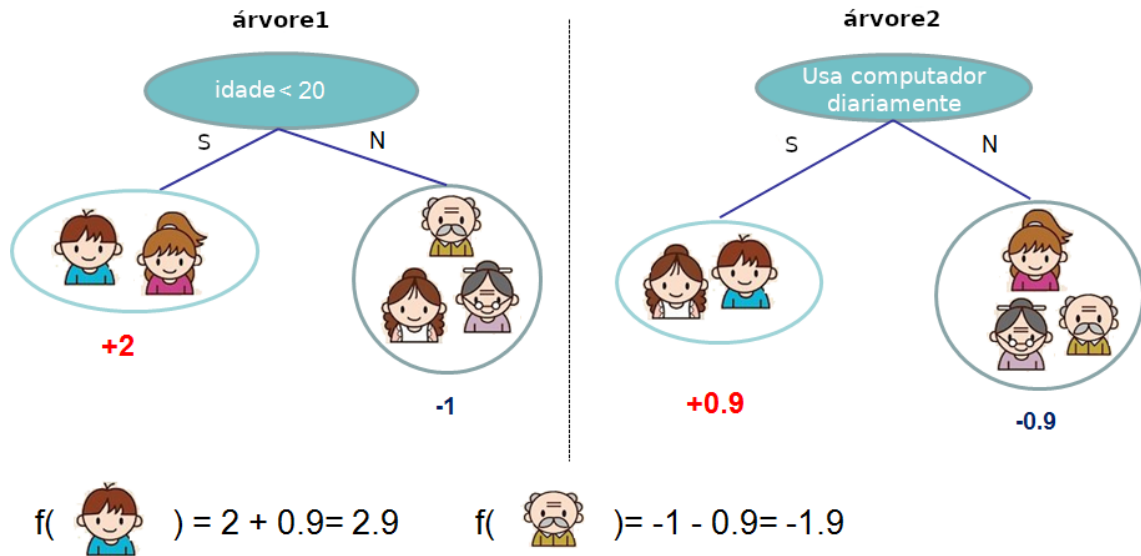 árvore1
idade< 20
S
N
+2
-1
árvore2
Usa computador
diariamente
S
N
+0.9
-0.9
f( ) = 2 + 0.9= 2.9
f( )= -1 - 0.9= -1.9